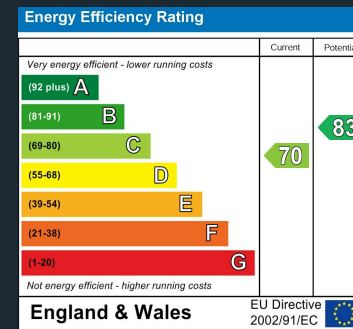 Energy Efficiency Rating
Current Potentia
Very energy efficient - lower running costs
(92 plus) A
(81-91) B
83
(69-80) C
70
(55-68) D
(39-54) E
(21-38) F
(1-20) G
Not energy efficient - higher running costs
England & Wales
EU Directive
2002/91/EC